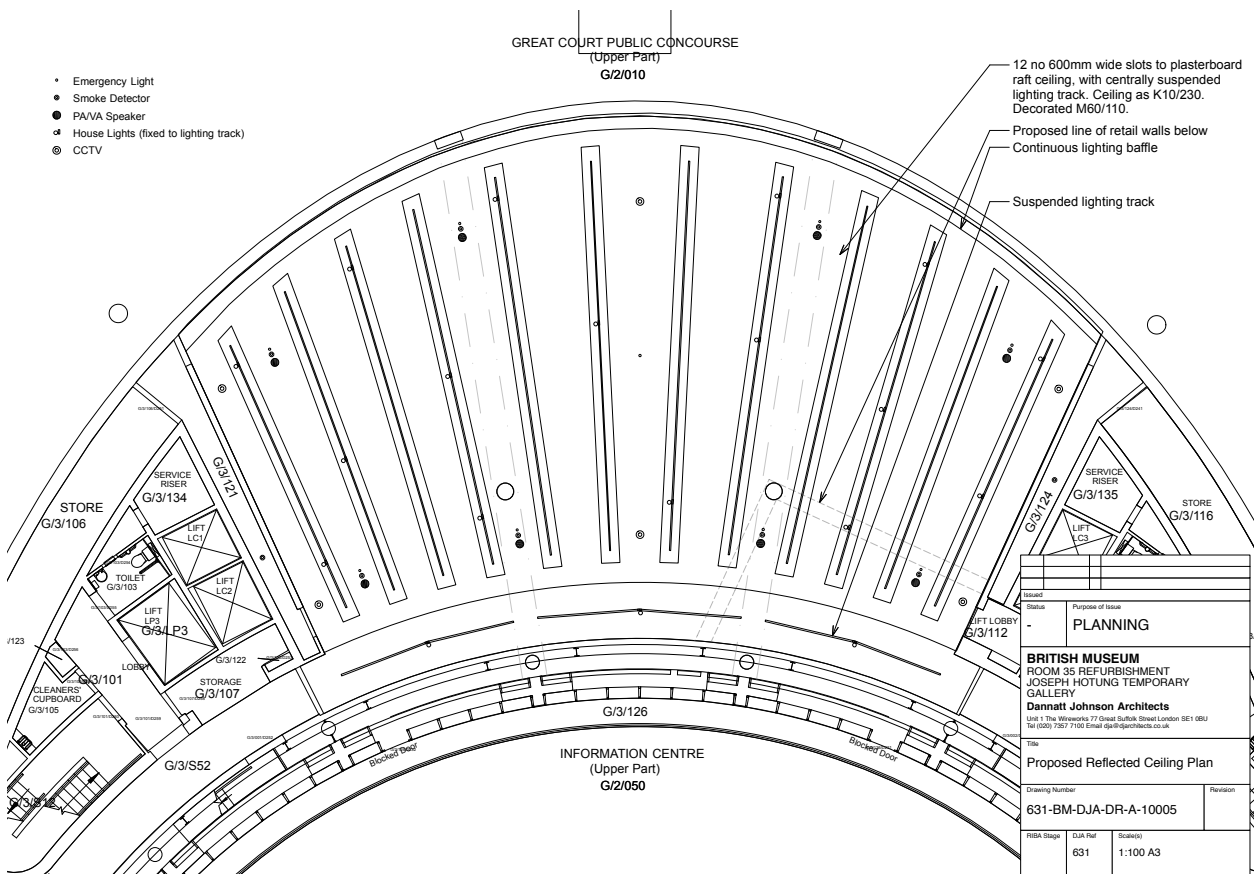 GREAT COURT PUBLIC CONCOURSE
(Upper Part)
G/2/010
Emergency Light
Smoke Detector
PA/VA Speaker
House Lights (fixed to lighting track)
CCTV
12 no 600mm wide slots to plasterboard
raft ceiling, with centrally suspended
lighting track. Ceiling as K10/230.
Decorated M60/110.
Proposed line of retail walls below
Continuous lighting baffle
Suspended lighting track
STORE
G/3/106
SERVICE
RISER
G/3/134
G/3/121
LIFT
LC1
LIFT
LC2
TOILET
G/3/103
LIFT
LP3
G/3/LP3
LOBBY
G/3/101
G/3/122
STORAGE
G/3/107
CLEANERS'
CUPBOARD
G/3/105
G/3/S52
Blocked Door
G/3/126
Blocked Door
INFORMATION CENTRE
(Upper Part)
G/2/050
G/3/124
SERVICE
RISER
G/3/135
STORE
G/3/116
LIFT
LC3
LIFT LOBBY
G/3/112
Issued
Status
Purpose of Issue
-
PLANNING
BRITISH MUSEUM
ROOM 35 REFURBISHMENT
JOSEPH HOTUNG TEMPORARY
GALLERY
Dannatt Johnson Architects
Unit 1 The Wireworks 77 Great Suffolk Street London SE1 0BU
Tel (020) 7357 7100 Email dja@djarchitects.co.uk
Title
Proposed Reflected Ceiling Plan
Drawing Number
Revision
631-BM-DJA-DR-A-10005
RIBA Stage
DJA Ref
Scale(s)
631
1:100 A3